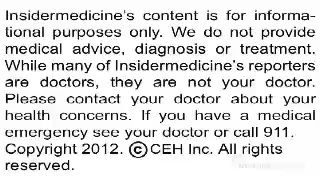 Insidermedicine's content is for informa-
tional purposes only. We do not provide
medical advice, diagnosis or treatment.
While many of Insidermedicine's reporters
are doctors, they are not your doctor.
Please contact your doctor about your
health concerns. If you have a medical
emergency see your doctor or call 911.
Copyright 2012. ©CEH Inc. All rights
reserved.